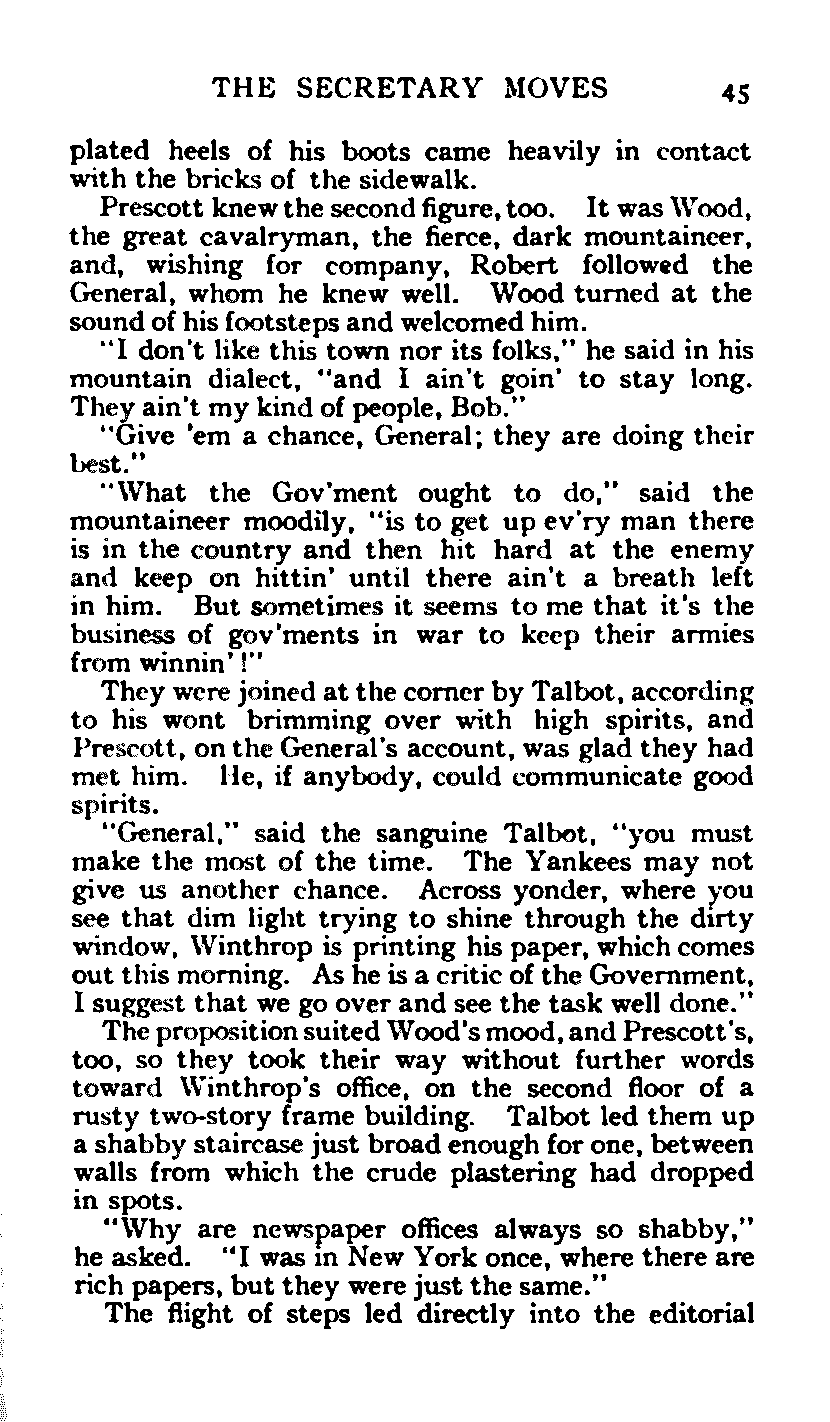 THE SECRETARY MOVES 45
plated heels of his boots came heavily in contact
with the bricks of the sidewalk.
Prescott knew the second figure, too. It was Wood,
the great cavalryman, the fierce, dark mountaineer,
and, wishing for company, Robert followed the
General, whom he knew well. Wood turned at the
sound of his footsteps and welcomed him.
"I don't like this town nor its folks," he said in his
mountain dialect, "and I ain't goin' to stay long.
They ain't my kind of people, Bob."
"Give 'em a chance, General; they are doing their
best."
"What the Gov'ment ought to do," said the
mountaineer moodily, "is to get up ev'ry man there
is in the country and then hit hard at the enemy
and keep on hittin' until there ain't a breath left
in him. But sometimes it seems to me that it's the
business of gov'ments in war to keep their armies
from winnin'!"
They were joined at the corner by Talbot, according
to his wont brimming over with high spirits, and
Prescott, on the General's account, was glad they had
met him. He, if anybody, could communicate good
spirits.
"General," said the sanguine Talbot, "you must
make the most of the time. The Yankees may not
give us another chance. Across yonder, where you
see that dim light trying to shine through the dirty
window, Winthrop is printing his paper, which comes
out this morning. As he is a critic of the Government,
I suggest that we go over and see the task well done."
The proposition suited Wood's mood, and Prescott's,
too, so they took their way without further words
toward Winthrop's office, on the second floor of a
rusty two-story frame building. Talbot led them up
a shabby staircase just broad enough for one, between
walls from which the crude plastering had dropped
in spots.
"Why are newspaper offices always so shabby,"
he asked. "I was in New York once, where there are
rich papers, but they were just the same."
The flight of steps led directly into the editorial